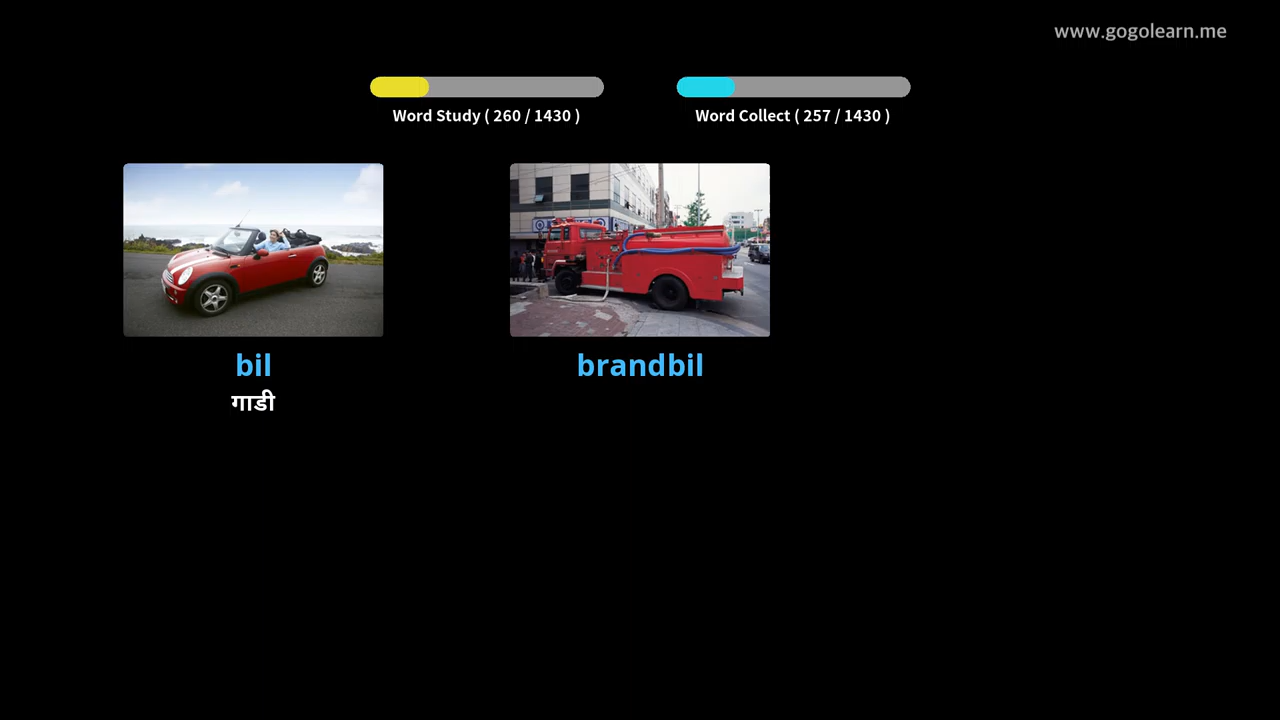 www.gogolearn.me
Word Study ( 260 / 1430 )
Word Collect ( 257 / 1430 )
bil
गाडी
brandbil